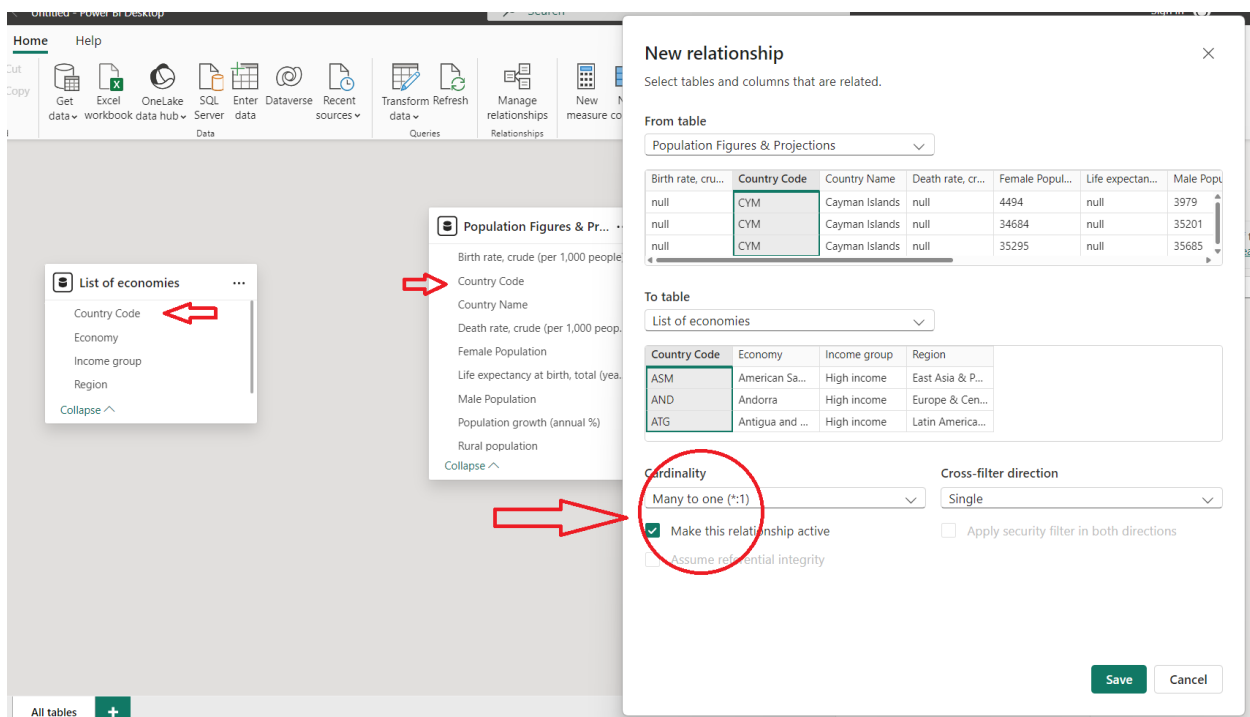 Untitled - Power BI Desktop
Search
Home Help
Cut
Copy
Get data
Excel workbook
OneLake data hub
SQL Server
Enter data
Dataverse
Recent sources
Transform data
Refresh
Manage relationships
New measure
Data
Queries
Relationships
List of economies ...
Country Code
Economy
Income group
Region
Collapse
Population Figures & Pr...
Birth rate, crude (per 1,000 people
Country Code
Country Name
Death rate, crude (per 1,000 peop...
Female Population
Life expectancy at birth, total (yea...
Male Population
Population growth (annual %)
Rural population
Collapse
All tables +
New relationship
Select tables and columns that are related.
From table
Population Figures & Projections
Birth rate, cru... Country Code Country Name Death rate, cr... Female Popul... Life expectan... Male Popu
null CYM Cayman Islands null 4494 null 3979
null CYM Cayman Islands null 34684 null 35201
null CYM Cayman Islands null 35295 null 35685
To table
List of economies
Country Code Economy Income group Region
ASM American Sa... High income East Asia & P...
AND Andorra High income Europe & Cen...
ATG Antigua and ... High income Latin America...
Cardinality Cross-filter direction
Many to one (*:1) Single
Make this relationship active Apply security filter in both directions
Assume referential integrity
Save Cancel